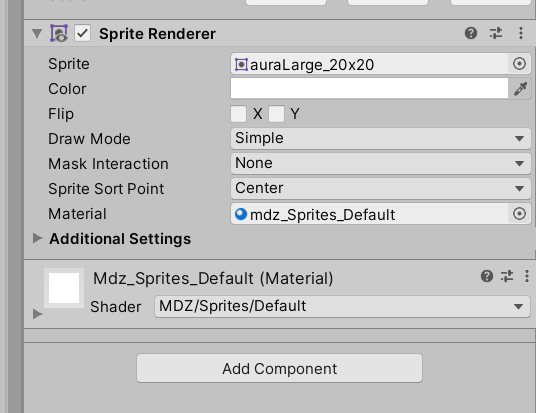 Sprite Renderer
Sprite auraLarge_20x20
Color
Flip X Y
Draw Mode Simple
Mask Interaction None
Sprite Sort Point Center
Material mdz_Sprites_Default
Additional Settings
Mdz_Sprites_Default (Material)
Shader MDZ/Sprites/Default
Add Component